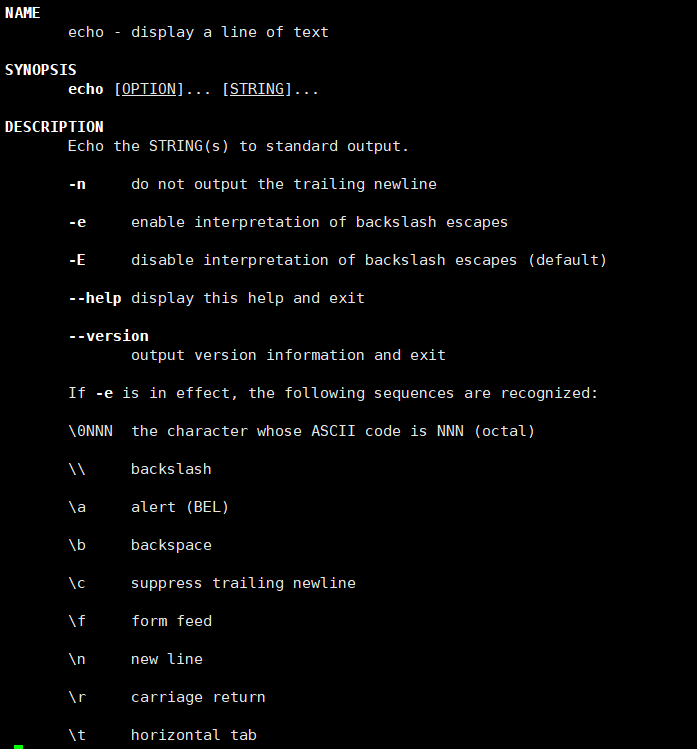 NAME
echo - display a line of text
SYNOPSIS
echo [OPTION]... [STRING]...
DESCRIPTION
Echo the STRING(s) to standard output.
-n do not output the trailing newline
-e enable interpretation of backslash escapes
-E disable interpretation of backslash escapes (default)
--help display this help and exit
--version
output version information and exit
If -e is in effect, the following sequences are recognized:
\0NNN the character whose ASCII code is NNN (octal)
\\ backslash
\a alert (BEL)
\b backspace
\c suppress trailing newline
\f form feed
\n new line
\r carriage return
\t horizontal tab